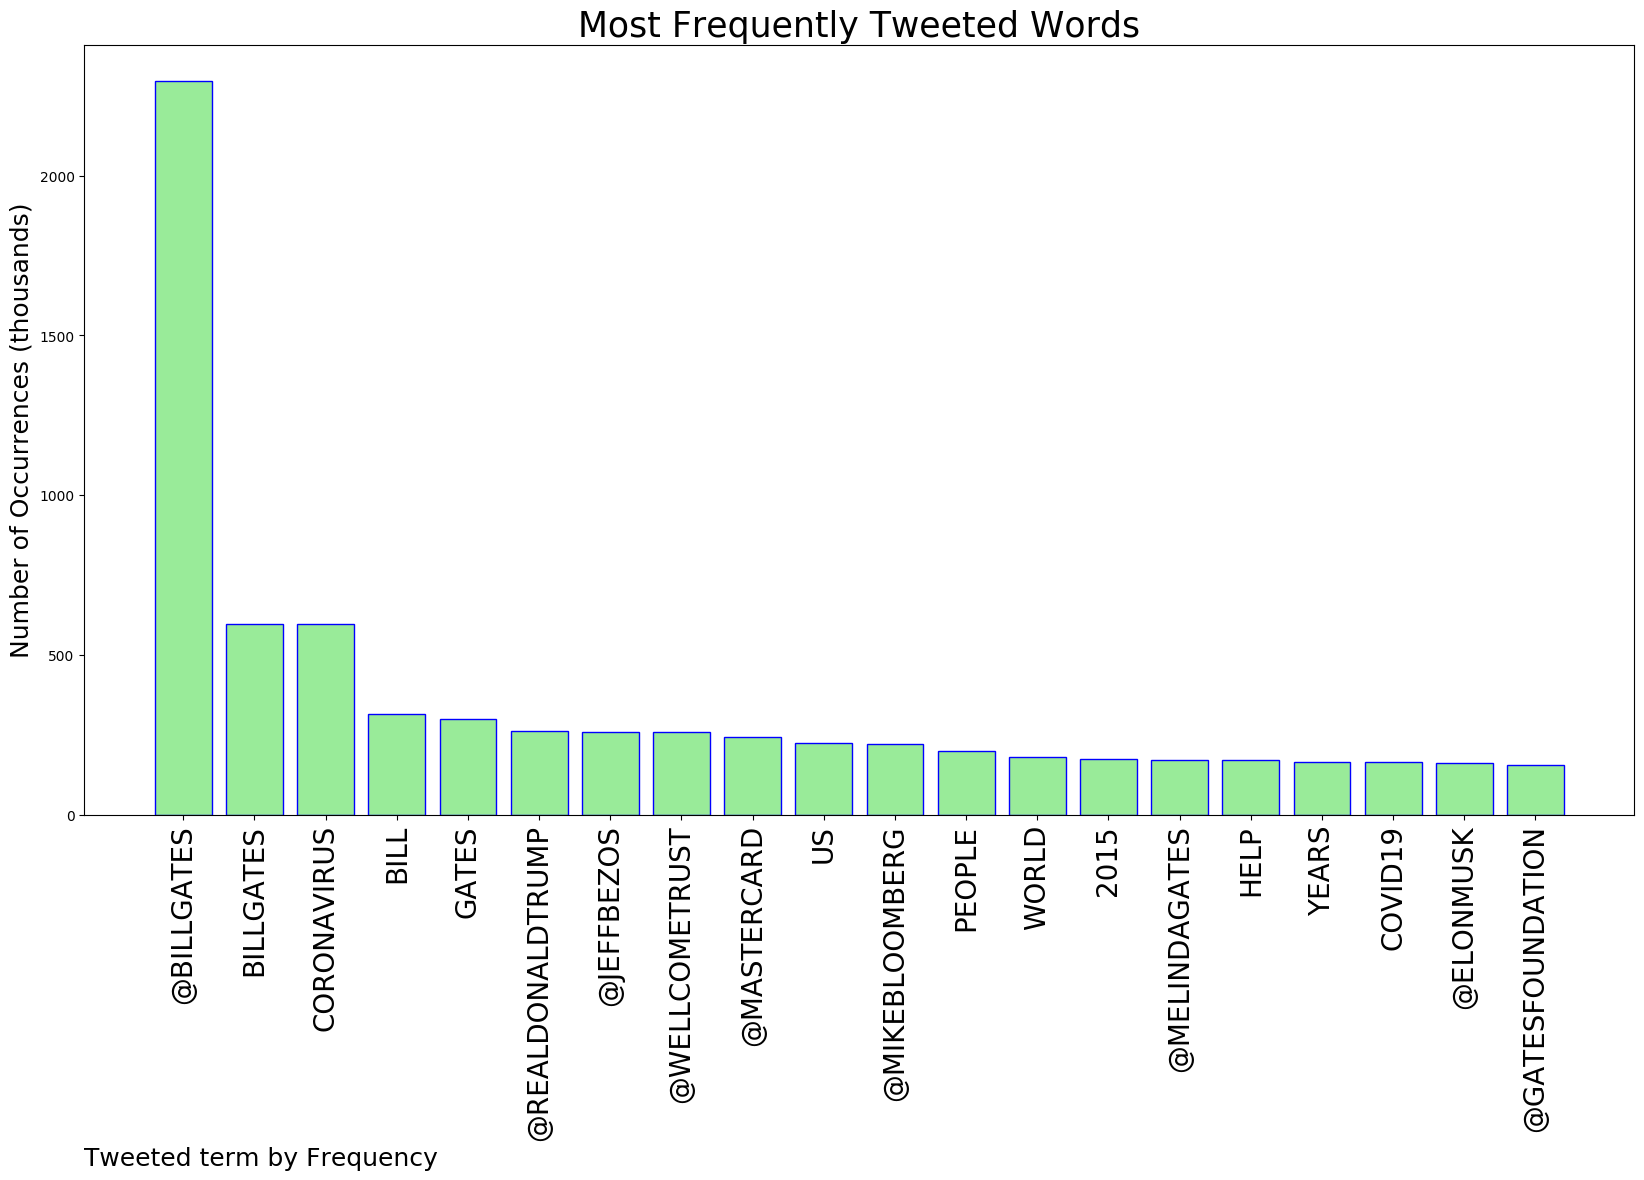 Most Frequently Tweeted Words
Number of Occurrences (thousands)
2000
1500
1000
500
0
@BILLGATES
BILLGATES
CORONAVIRUS
BILL
GATES
@REALDONALDTRUMP
@JEFFBEZOS
@WELLCOMETRUST
@MASTERCARD
US
@MIKEBLOOMBERG
PEOPLE
WORLD
2015
@MELINDAGATES
HELP
YEARS
COVID19
@ELONMUSK
@GATESFOUNDATION
Tweeted term by Frequency